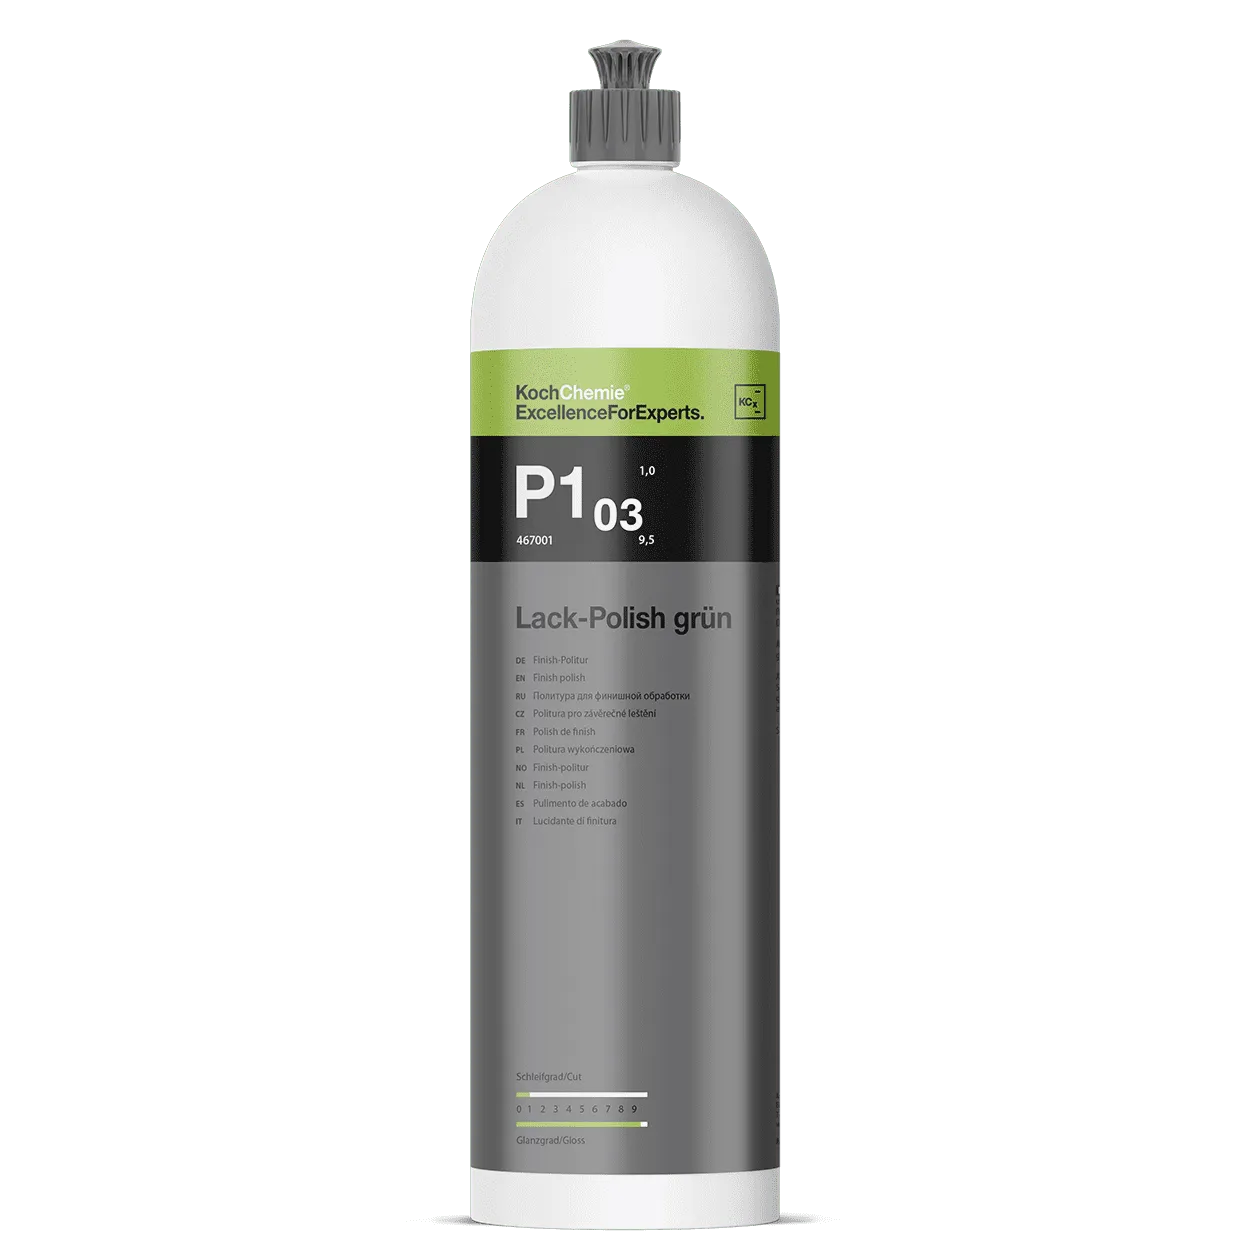 KochChemie®
ExcellenceForExperts.
KCx
P1 03
1,0
467001
9,5
Lack-Polish grün
DE Finish-Politur
EN Finish polish
RU Политура для финишной обработки
CZ Politura pro závěrečné leštění
FR Polish de finish
PL Politura wykończeniowa
NO Finish-politur
NL Finish-polish
ES Pulimento de acabado
IT Lucidante di finitura
Schleifgrad/Cut
0 1 2 3 4 5 6 7 8 9
Glanzgrad/Gloss